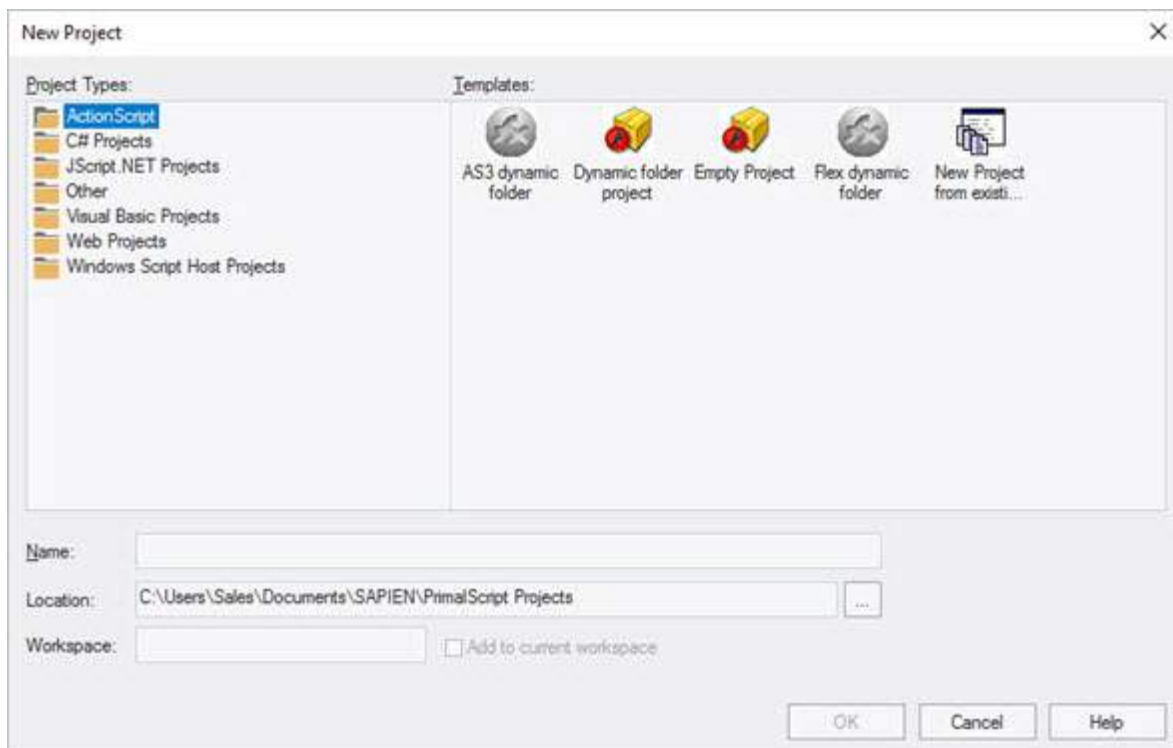 New Project
Project Types:
ActionScript
C# Projects
JScript .NET Projects
Other
Visual Basic Projects
Web Projects
Windows Script Host Projects
Templates:
AS3 dynamic folder
Dynamic folder project
Empty Project
Flex dynamic folder
New Project from existi...
Name:
Location:
C:\Users\Sales\Documents\SAPIEN\PrimalScript Projects
...
Workspace:
Add to current workspace
OK
Cancel
Help